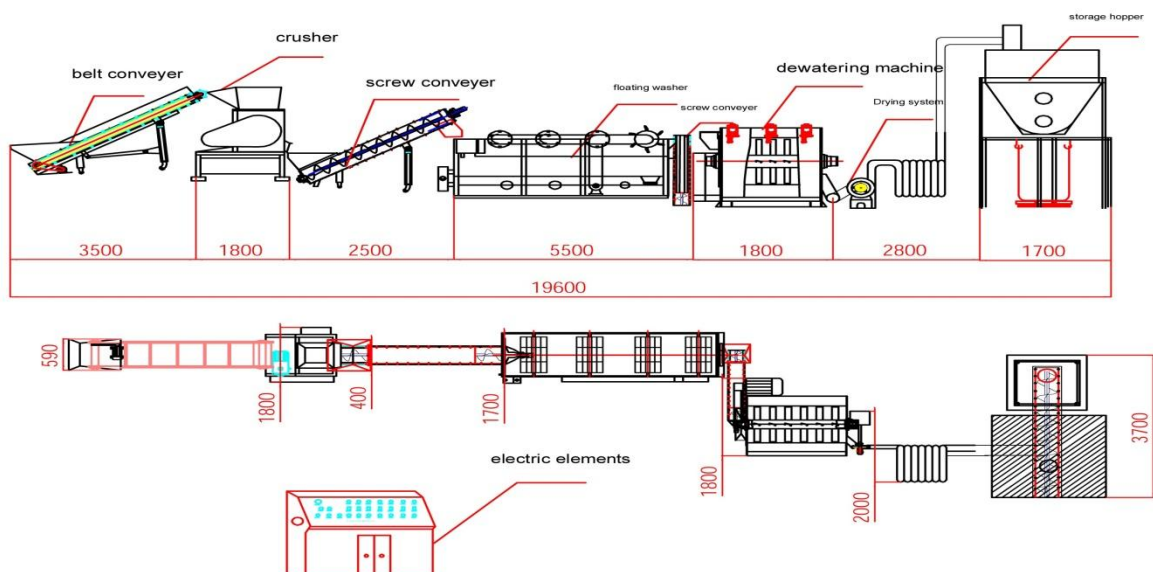 storage hopper
crusher
belt conveyer
screw conveyer
floating washer
screw conveyer
dewatering machine
Drying system
3500
1800
2500
5500
1800
2800
1700
19600
590
1800
400
1700
1800
2000
3700
electric elements